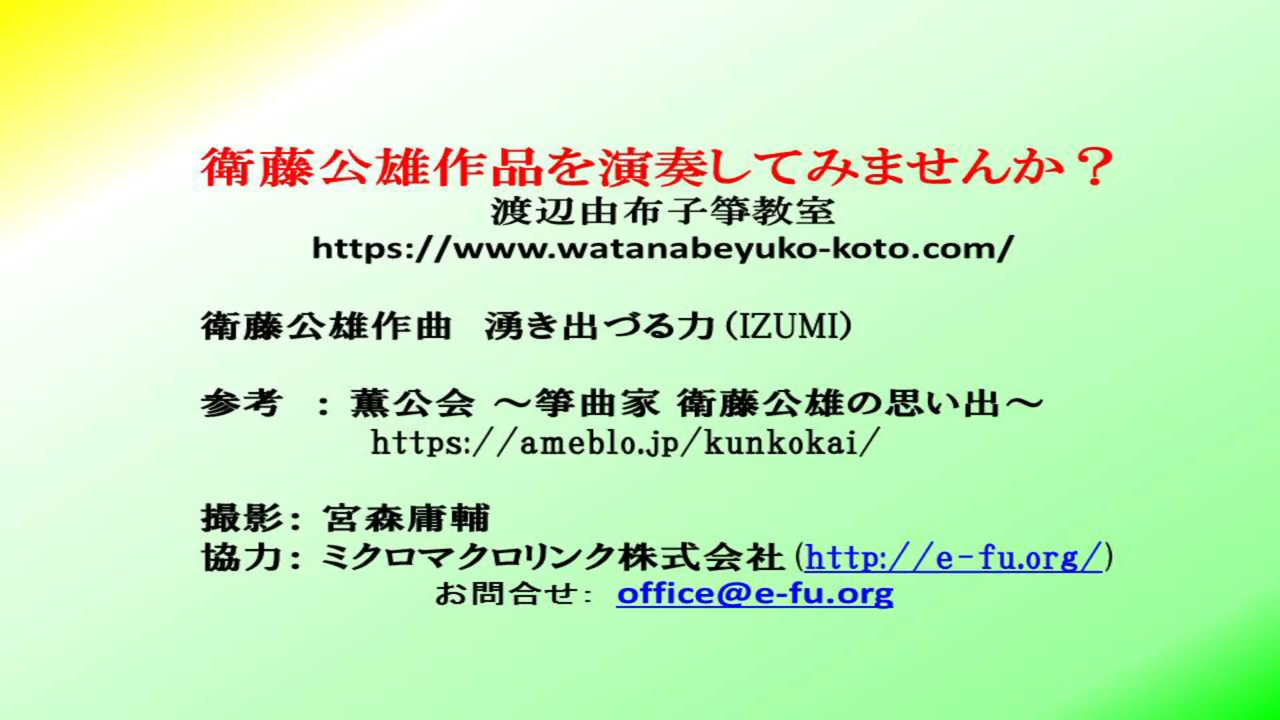 衛藤公雄作品を演奏してみませんか？
渡辺由布子箏教室
https://www.watanabeyuko-koto.com/
衛藤公雄作曲　湧き出づる力(IZUMI)
参考　：薫公会 ～箏曲家 衛藤公雄の思い出～
https://ameblo.jp/kunkokai/
撮影：宮森庸輔
協力：ミクロマクロリンク株式会社(http://e-fu.org/)
お問合せ： office@e-fu.org